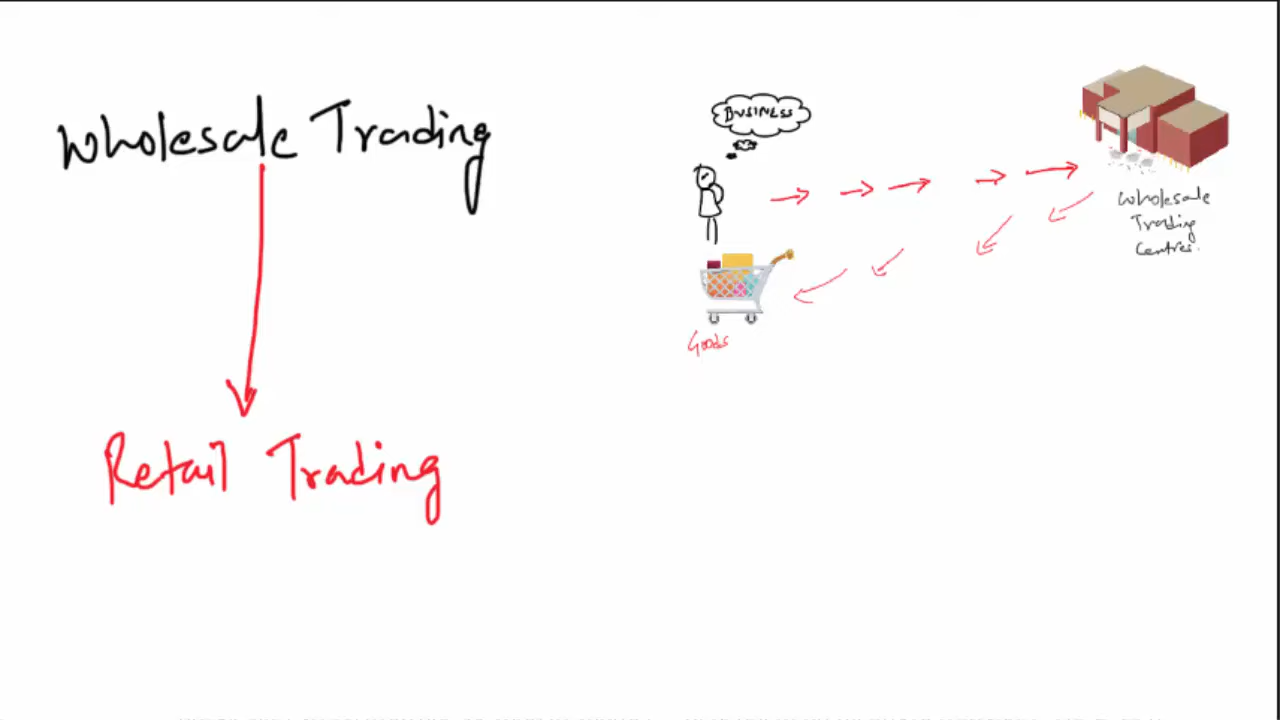 Wholesale Trading
Retail Trading
BUSINESS
Wholesale
Trading
Centres.
Goods